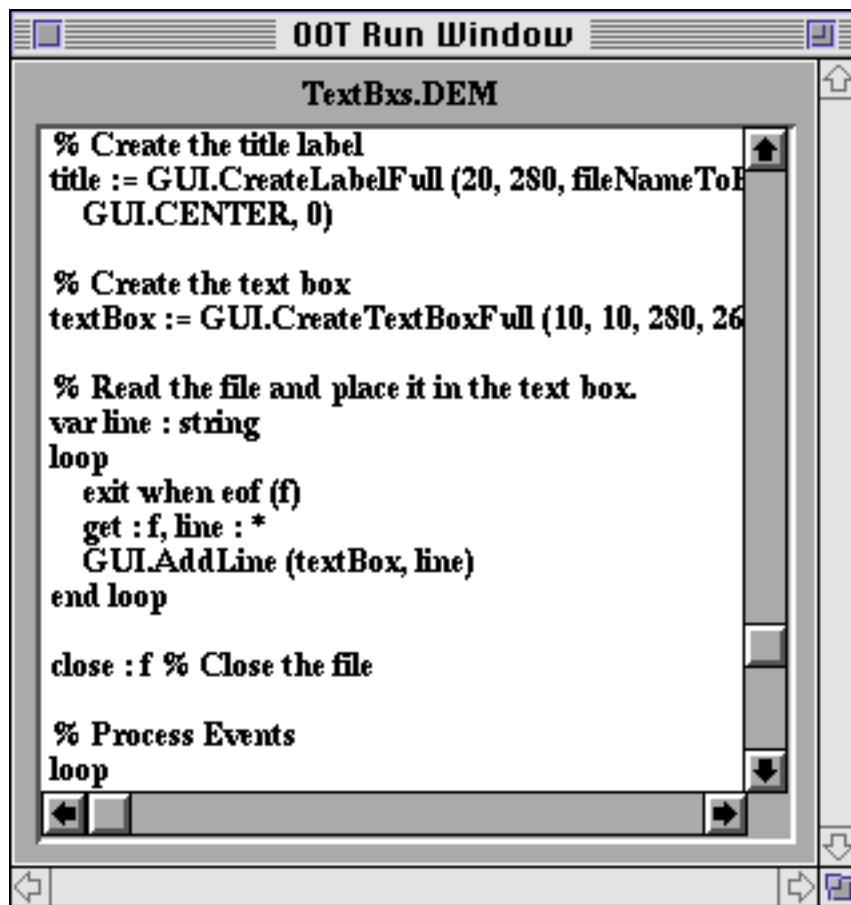 OOT Run Window
TextBxs.DEM
% Create the title label
title := GUI.CreateLabelFull (20, 280, fileNameTo
GUI.CENTER, 0)
% Create the text box
textBox := GUI.CreateTextBoxFull (10, 10, 280, 26
% Read the file and place it in the text box.
var line : string
loop
exit when eof (f)
get : f, line : *
GUI.AddLine (textBox, line)
end loop
close : f % Close the file
% Process Events
loop